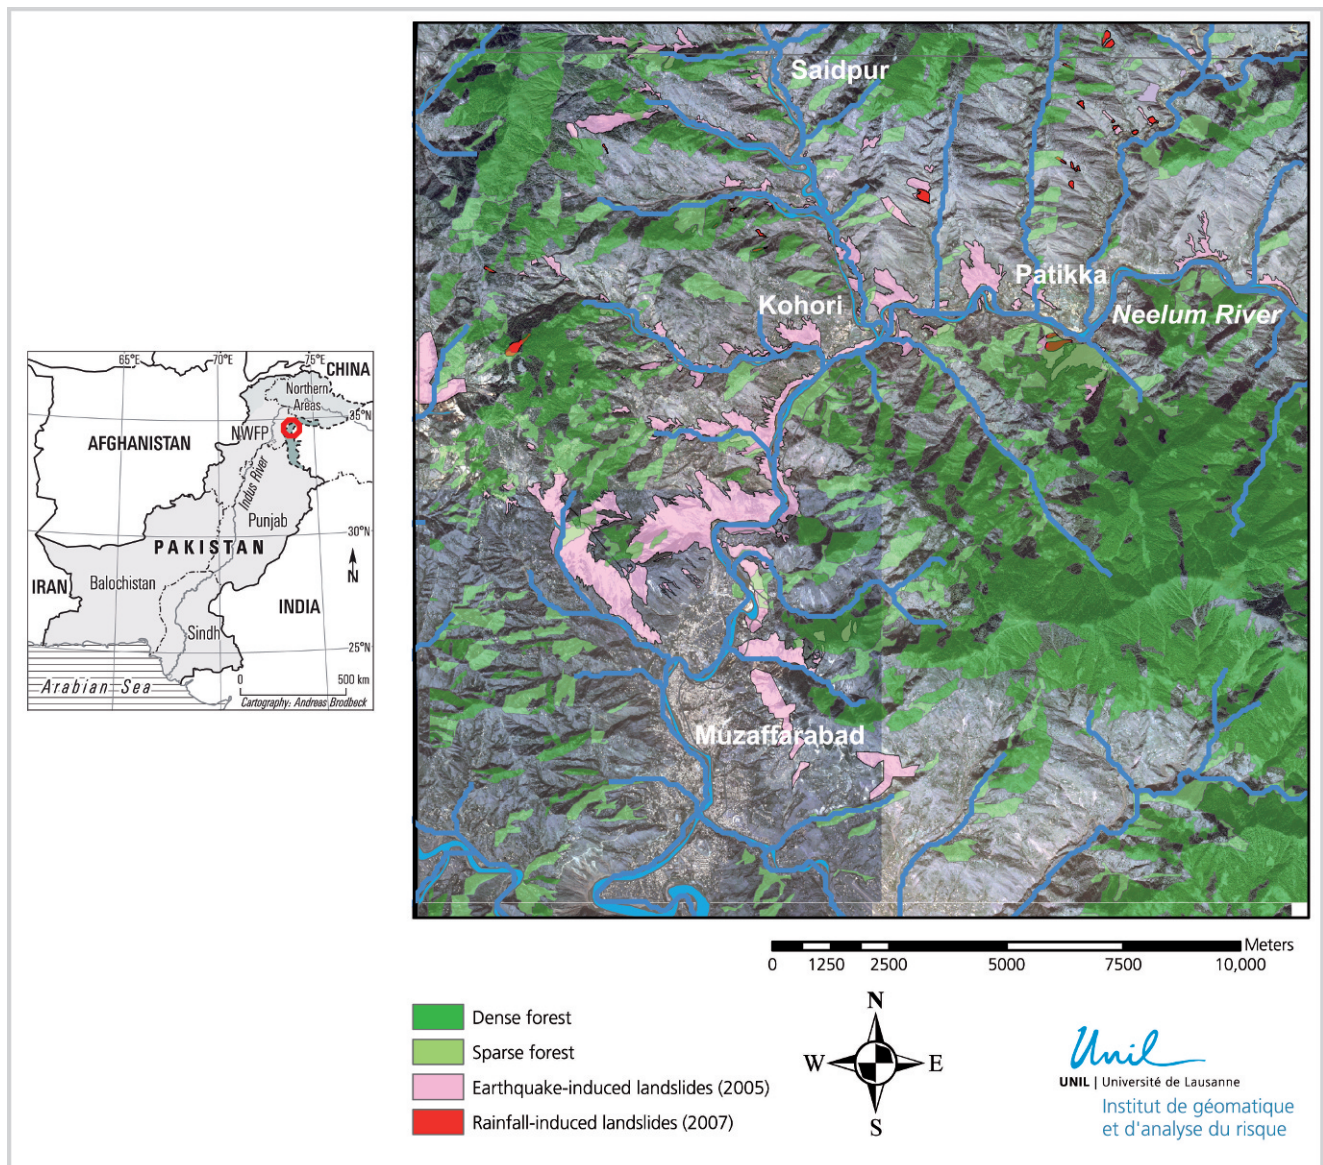 Saidpur
Patikka
Kohori
Neelum River
Muzaffarabad
65°E
70°E
75°E
CHINA
Northern
Areas
35°N
NWFP
AFGHANISTAN
Indus River
Punjab
30°N
PAKISTAN
N
IRAN
Balochistan
INDIA
Sindh
25°N
0
500 km
Arabian Sea
Cartography: Andreas Brodbeck
Meters
0 1250 2500 5000 7500 10,000
Dense forest
Sparse forest
Earthquake-induced landslides (2005)
Rainfall-induced landslides (2007)
N
W E
S
Unil
UNIL | Université de Lausanne
Institut de géomatique
et d'analyse du risque